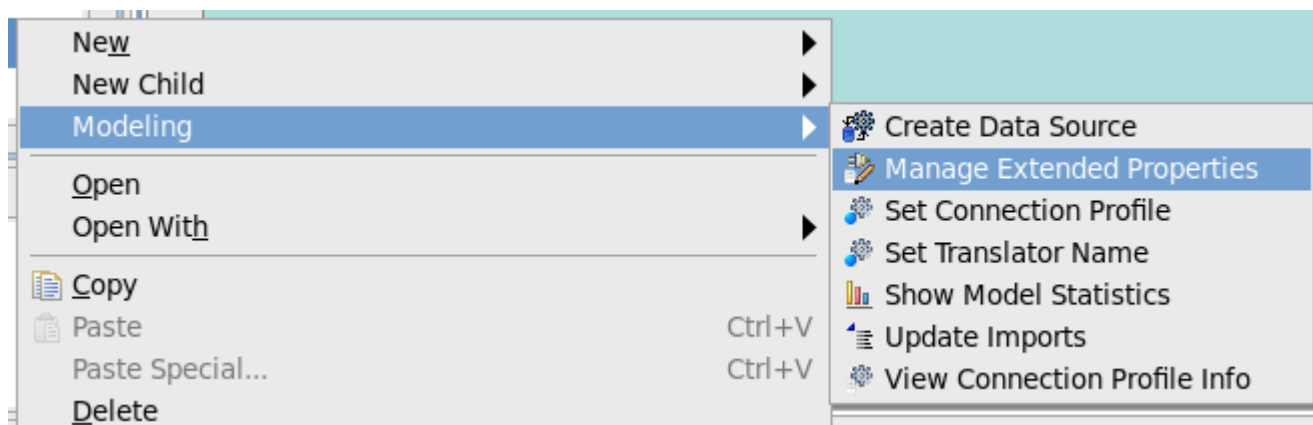 New
New Child
Modeling
Open
Open With
Copy
Paste Ctrl+V
Paste Special... Ctrl+V
Delete
Create Data Source
Manage Extended Properties
Set Connection Profile
Set Translator Name
Show Model Statistics
Update Imports
View Connection Profile Info